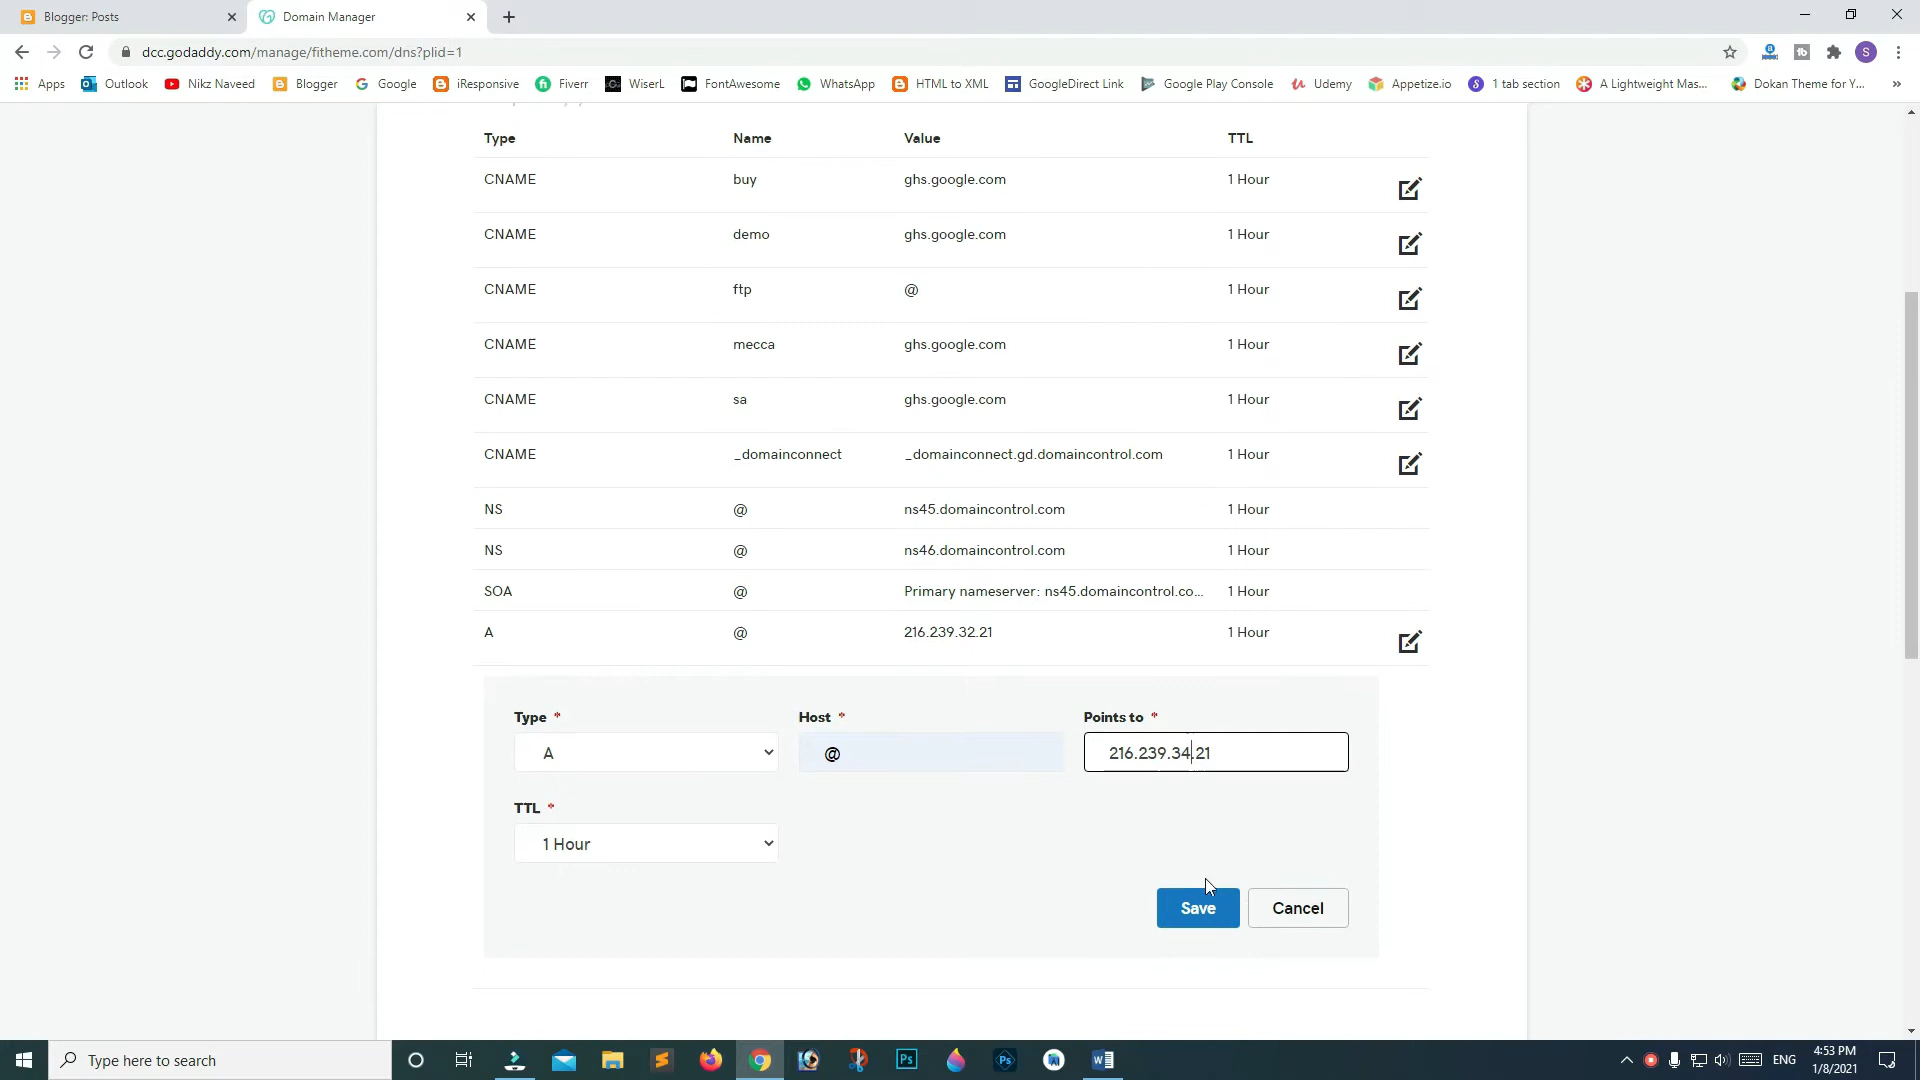 Blogger: Posts
Domain Manager
dcc.godaddy.com/manage/fitheme.com/dns?plid=1
S
Apps Outlook Nikz Naveed Blogger Google iResponsive Fiverr WiserL FontAwesome WhatsApp HTML to XML GoogleDirect Link Google Play Console Udemy Appetize.io 1 tab section A Lightweight Mas... Dokan Theme for Y... »
Type Name Value TTL
CNAME buy ghs.google.com 1 Hour
CNAME demo ghs.google.com 1 Hour
CNAME ftp @ 1 Hour
CNAME mecca ghs.google.com 1 Hour
CNAME sa ghs.google.com 1 Hour
CNAME _domainconnect _domainconnect.gd.domaincontrol.com 1 Hour
NS @ ns45.domaincontrol.com 1 Hour
NS @ ns46.domaincontrol.com 1 Hour
SOA @ Primary nameserver: ns45.domaincontrol.co... 1 Hour
A @ 216.239.32.21 1 Hour
Type * Host * Points to *
A @ 216.239.34.21
TTL *
1 Hour
Save Cancel
Type here to search
Ps Ps
ENG
4:53 PM
1/8/2021